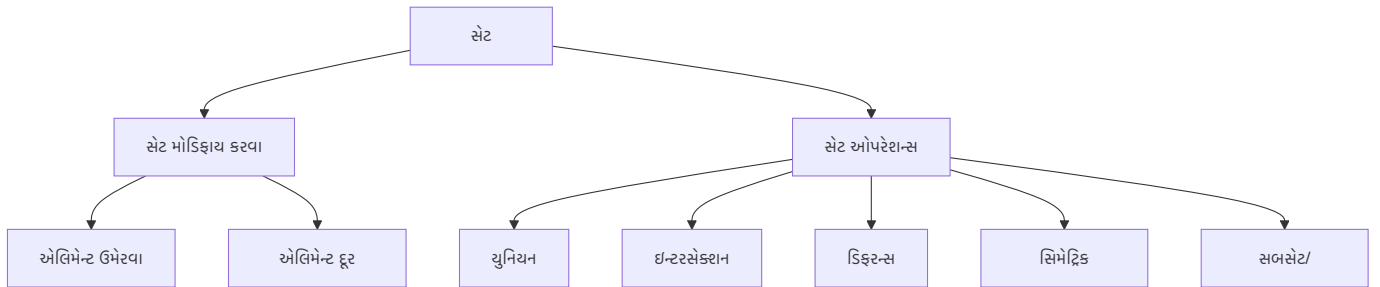 સેટ
સેટ મોડિફાય કરવા
સેટ ઓપરેશન્સ
એલિમેન્ટ ઉમેરવા
એલિમેન્ટ દૂર
યુનિયન
ઇન્ટરસેક્શન
ડિફરન્સ
સિમેટ્રિક
સબસેટ/